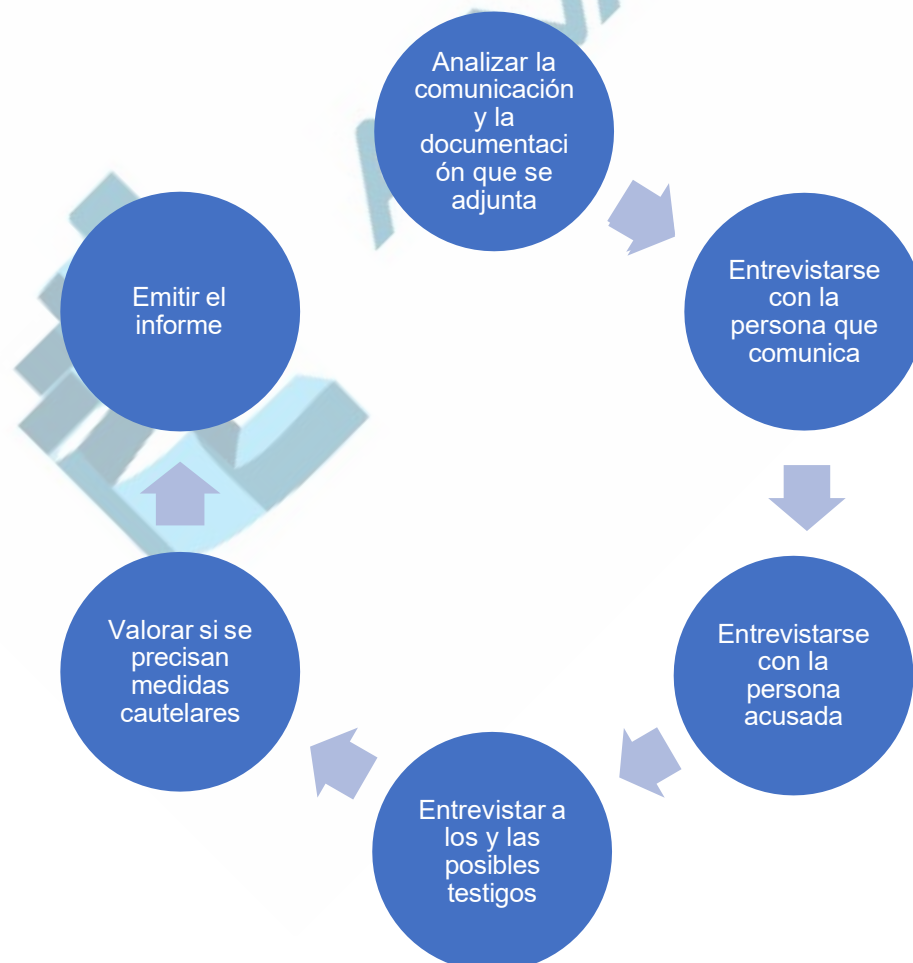 Analizar la
comunicación
y la
documentaci
ón que se
adjunta
Entrevistarse
con la
persona que
comunica
Entrevistarse
con la
persona
acusada
Entrevistar a
los y las
posibles
testigos
Valorar si se
precisan
medidas
cautelares
Emitir el
informe